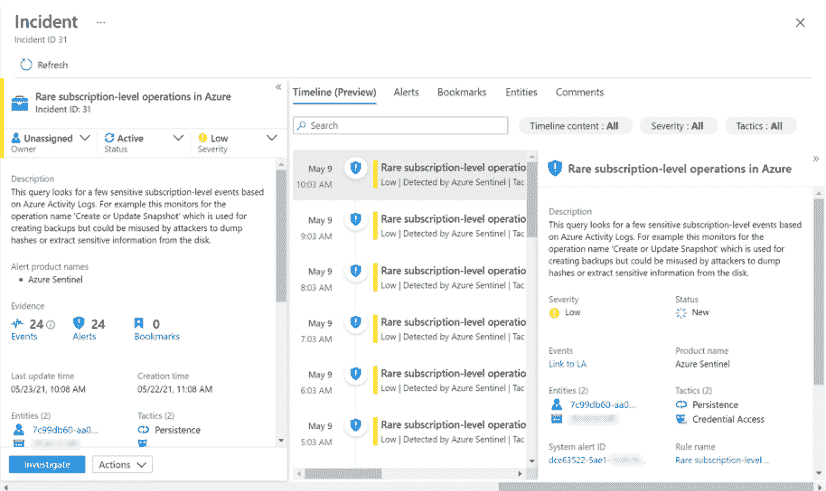 Incident ...
Incident ID 31
Refresh
Rare subscription-level operations in Azure
Incident ID: 31
Unassigned
Owner
Active
Status
Low
Severity
Description
This query looks for a few sensitive subscription-level events based
on Azure Activity Logs. For example this monitors for the
operation name 'Create or Update Snapshot' which is used for
creating backups but could be misused by attackers to dump
hashes or extract sensitive information from the disk.
Alert product names
• Azure Sentinel
Evidence
24
Events
24
Alerts
0
Bookmarks
Last update time
05/23/21, 10:08 AM
Creation time
05/22/21, 11:08 AM
Entities (2)
7c99db60-aa0...
Tactics (2)
Persistence
Investigate
Actions
Timeline (Preview)
Alerts
Bookmarks
Entities
Comments
Search
Timeline content : All
Severity : All
Tactics : All
May 9
10:03 AM
Rare subscription-level operatio
Low | Detected by Azure Sentinel | Tac
May 9
9:03 AM
Rare subscription-level operatio
Low | Detected by Azure Sentinel | Tac
May 9
8:03 AM
Rare subscription-level operatio
Low | Detected by Azure Sentinel | Tac
May 9
7:03 AM
Rare subscription-level operatio
Low | Detected by Azure Sentinel | Tac
May 9
6:03 AM
Rare subscription-level operatio
Low | Detected by Azure Sentinel | Tac
May 9
5:03 AM
Rare subscription-level operatio
Low | Detected by Azure Sentinel | Tac
Rare subscription-level operations in Azure
Description
This query looks for a few sensitive subscription-level events based
on Azure Activity Logs. For example this monitors for the
operation name 'Create or Update Snapshot' which is used for
creating backups but could be misused by attackers to dump
hashes or extract sensitive information from the disk.
Severity
Low
Status
New
Events
Link to LA
Product name
Azure Sentinel
Entities (2)
7c99db60-aa0...
Tactics (2)
Persistence
Credential Access
System alert ID
dce63522-5ae1-
Rule name
Rare subscription-level ...